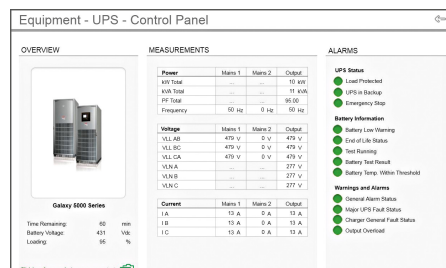 Equipment - UPS - Control Panel
OVERVIEW
Galaxy 5000 Series
Time Remaining: 60 min
Battery Voltage: 431 Vdc
Loading: 95 %
MEASUREMENTS
Power Mains 1 Mains 2 Output
kW Total ... ... 10 kW
kVA Total ... ... 11 kVA
PF Total ... ... 95.00
Frequency 50 Hz 0 Hz 50 Hz
Voltage Mains 1 Mains 2 Output
VLL AB 479 V 0 V 479 V
VLL BC 479 V 0 V 479 V
VLL CA 479 V 0 V 479 V
VLN A ... ... 277 V
VLN B ... ... 277 V
VLN C ... ... 277 V
Current Mains 1 Mains 2 Output
I A 13 A 0 A 13 A
I B 13 A 0 A 13 A
I C 13 A 0 A 13 A
ALARMS
UPS Status
Load Protected
UPS in Backup
Emergency Stop
Battery Information
Battery Low Warning
End of Life Status
Test Running
Battery Test Result
Battery Temp. Within Threshold
Warnings and Alarms
General Alarm Status
Major UPS Fault Status
Charger General Fault Status
Output Overload